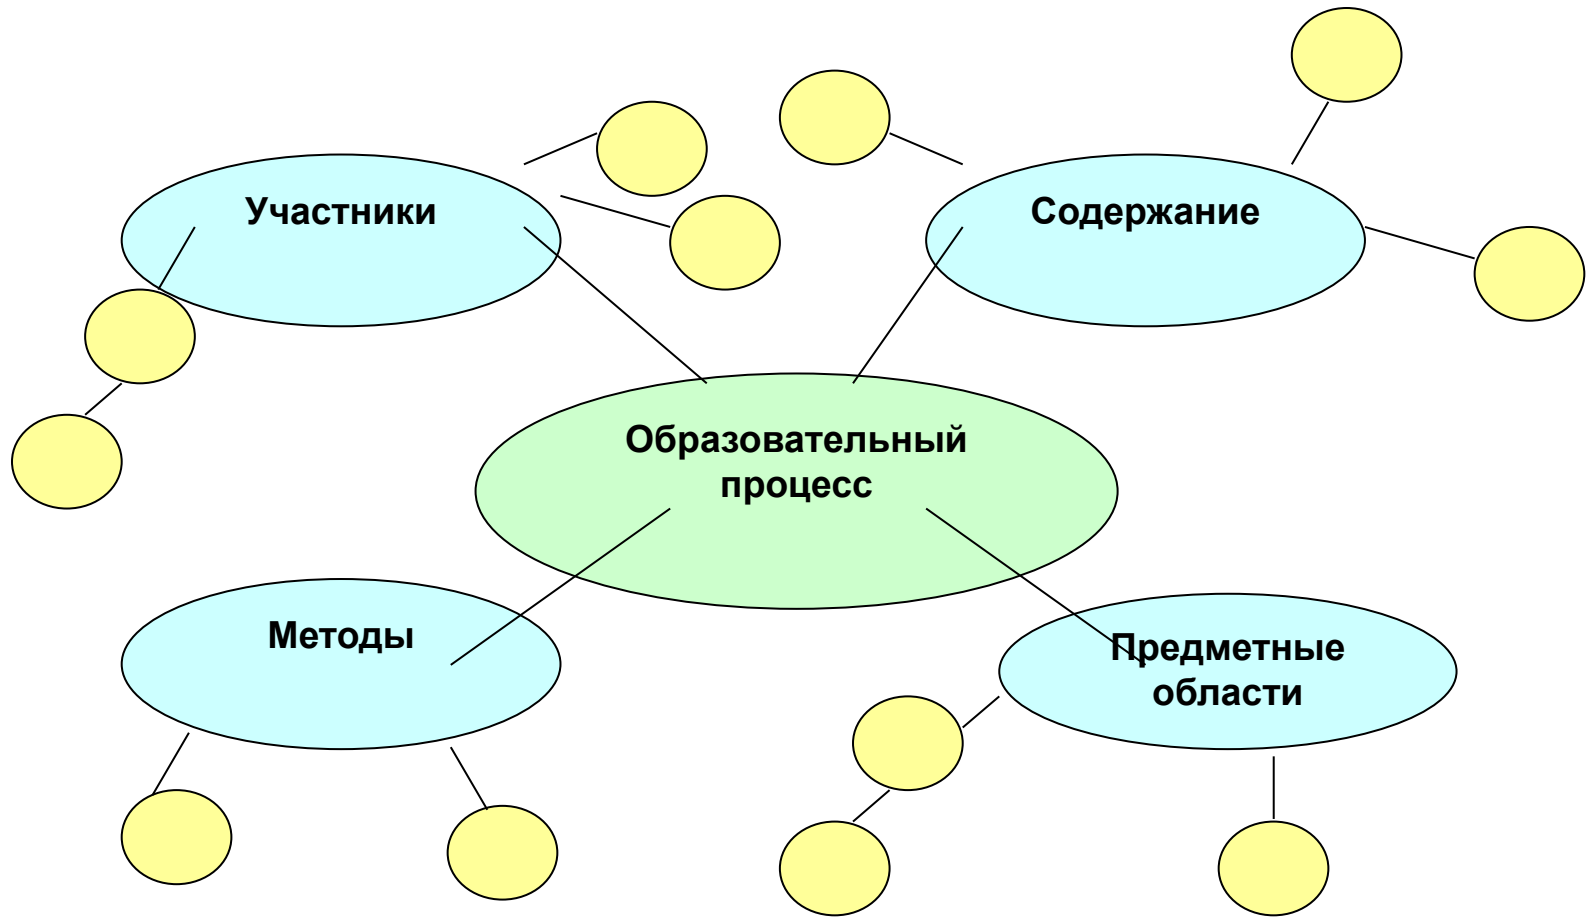 Участники
Содержание
Образовательный
процесс
Методы
Предметные
области